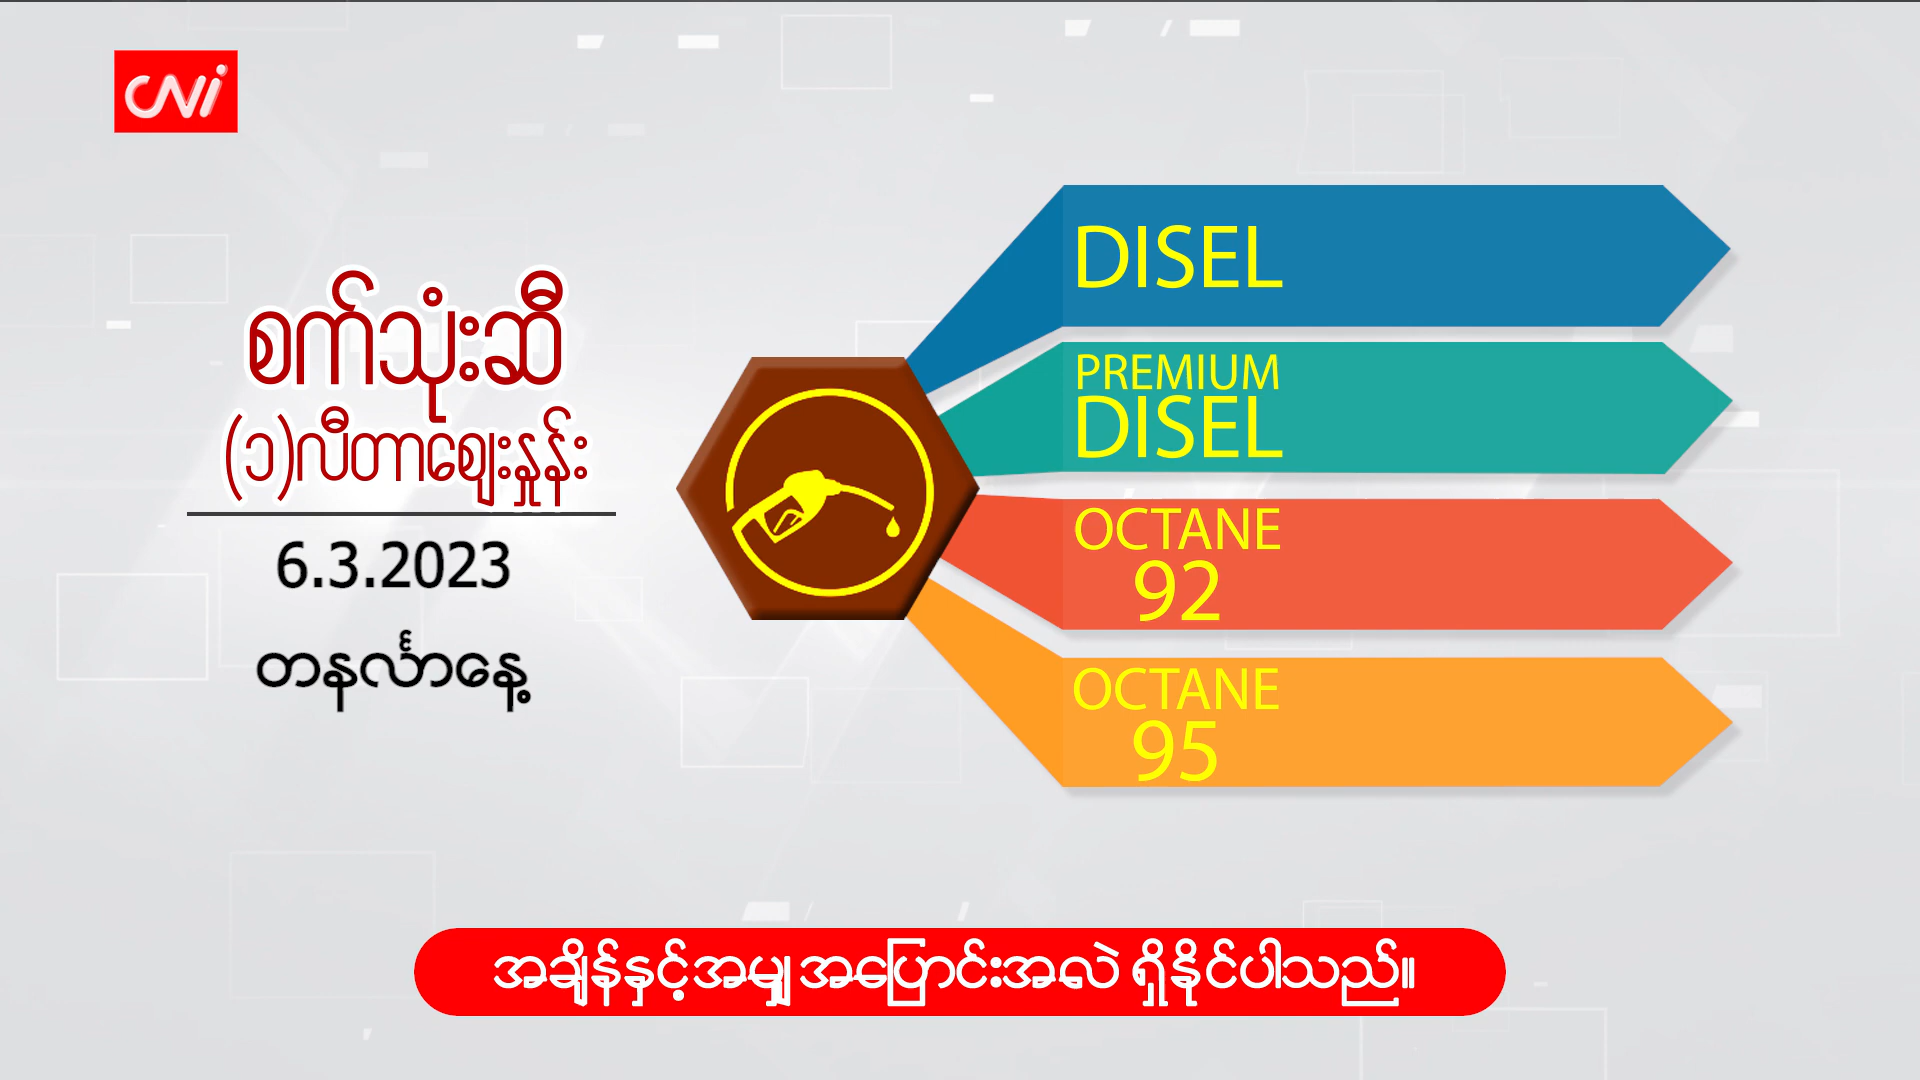 CNi
စက်သုံးဆီ
(၁)လီတာဈေးနှုန်း
6.3.2023
တနင်္လာနေ့
DISEL
PREMIUM
DISEL
OCTANE
92
OCTANE
95
အချိန်နှင့်အမျှ အပြောင်းအလဲ ရှိနိုင်ပါသည်။